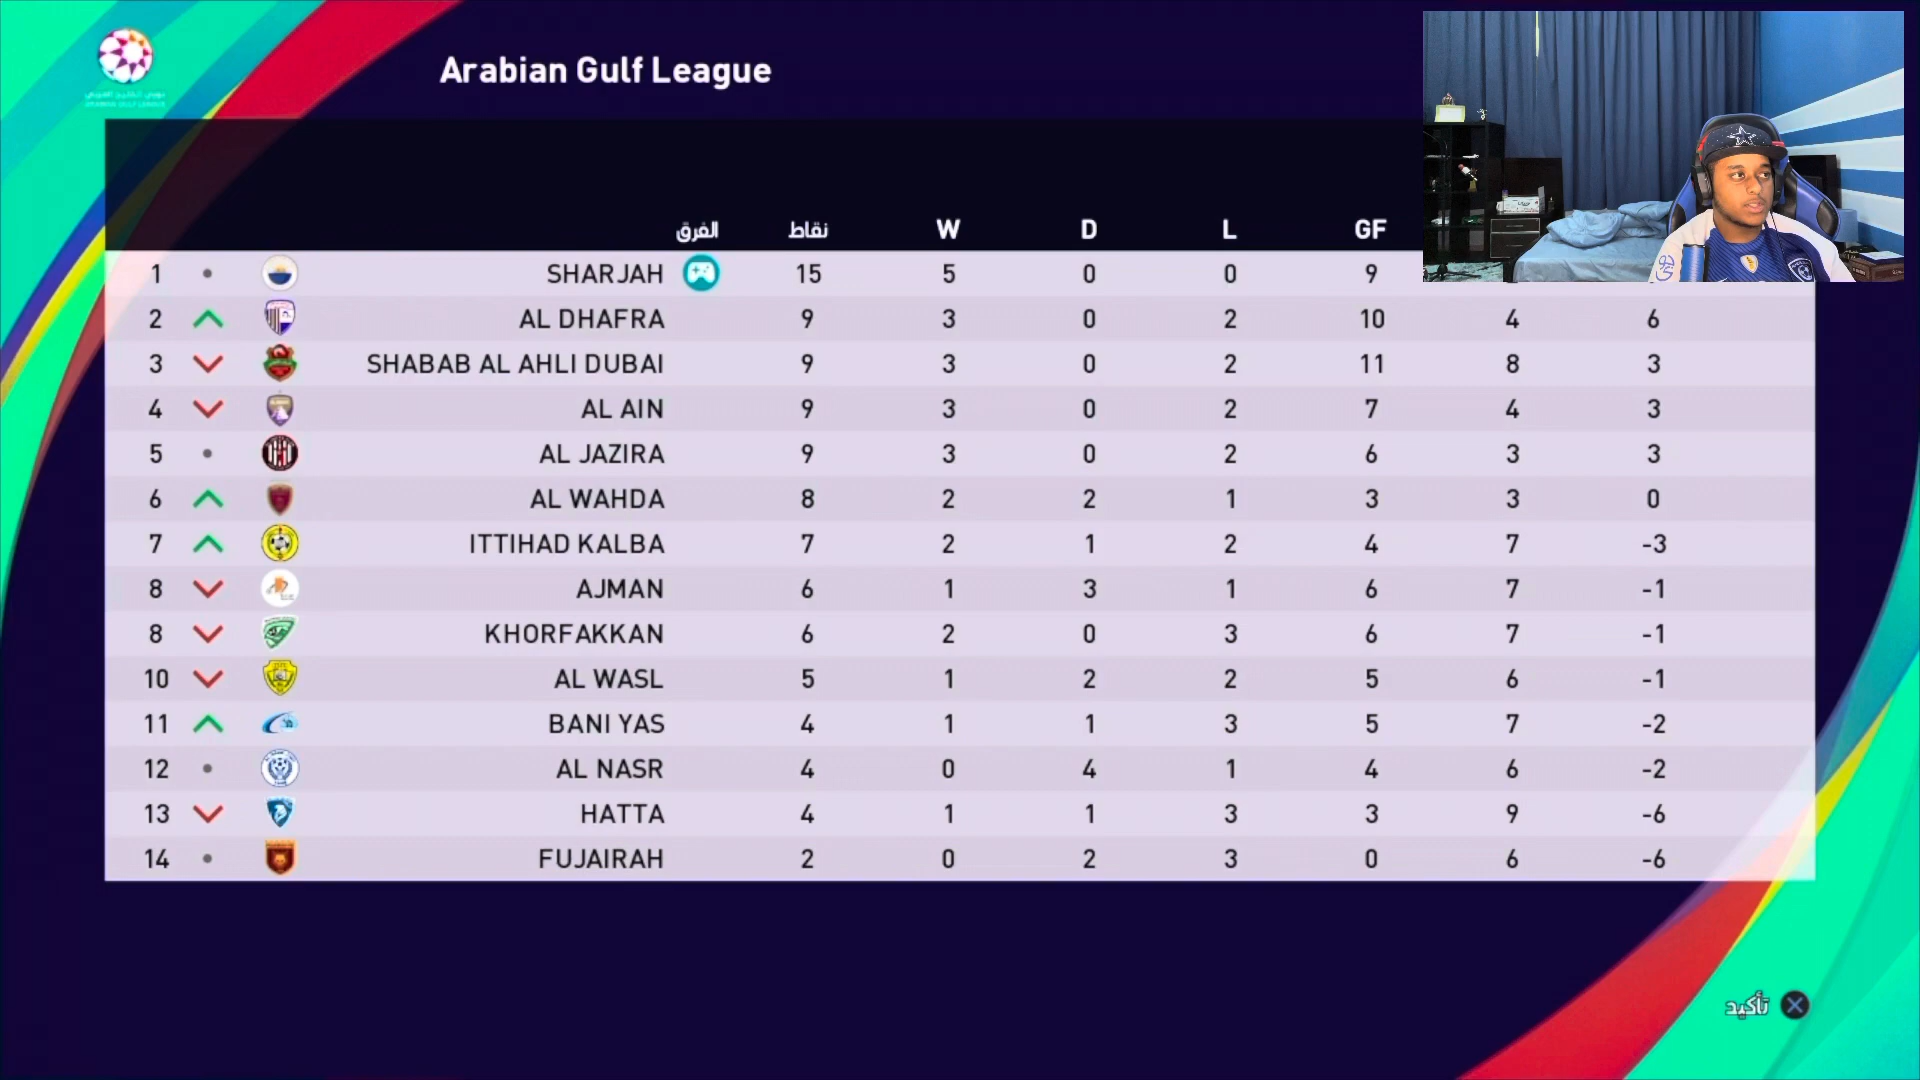 دوري الخليج العربي
ARABIAN GULF LEAGUE
Arabian Gulf League
الفرق نقاط W D L GF
1 SHARJAH 15 5 0 0 9
2 AL DHAFRA 9 3 0 2 10 4 6
3 SHABAB AL AHLI DUBAI 9 3 0 2 11 8 3
4 AL AIN 9 3 0 2 7 4 3
5 AL JAZIRA 9 3 0 2 6 3 3
6 AL WAHDA 8 2 2 1 3 3 0
7 ITTIHAD KALBA 7 2 1 2 4 7 -3
8 AJMAN 6 1 3 1 6 7 -1
8 KHORFAKKAN 6 2 0 3 6 7 -1
10 AL WASL 5 1 2 2 5 6 -1
11 BANI YAS 4 1 1 3 5 7 -2
12 AL NASR 4 0 4 1 4 6 -2
13 HATTA 4 1 1 3 3 9 -6
14 FUJAIRAH 2 0 2 3 0 6 -6
تأكيد